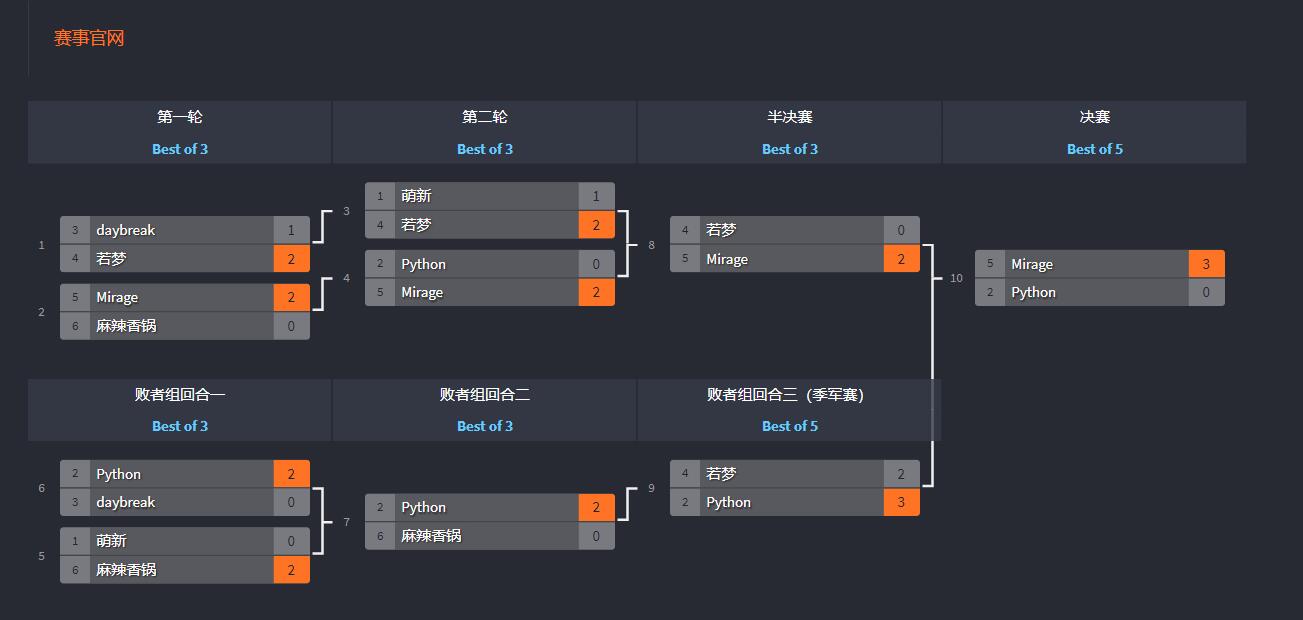 赛事官网
第一轮 第二轮 半决赛 决赛
Best of 3 Best of 3 Best of 3 Best of 5
1
3 daybreak 1
4 若梦 2
2
5 Mirage 2
6 麻辣香锅 0
3
1 萌新 1
4 若梦 2
4
2 Python 0
5 Mirage 2
8
4 若梦 0
5 Mirage 2
10
5 Mirage 3
2 Python 0
败者组回合一 败者组回合二 败者组回合三（季军赛）
Best of 3 Best of 3 Best of 5
6
2 Python 2
3 daybreak 0
5
1 萌新 0
6 麻辣香锅 2
7
2 Python 2
6 麻辣香锅 0
9
4 若梦 2
2 Python 3